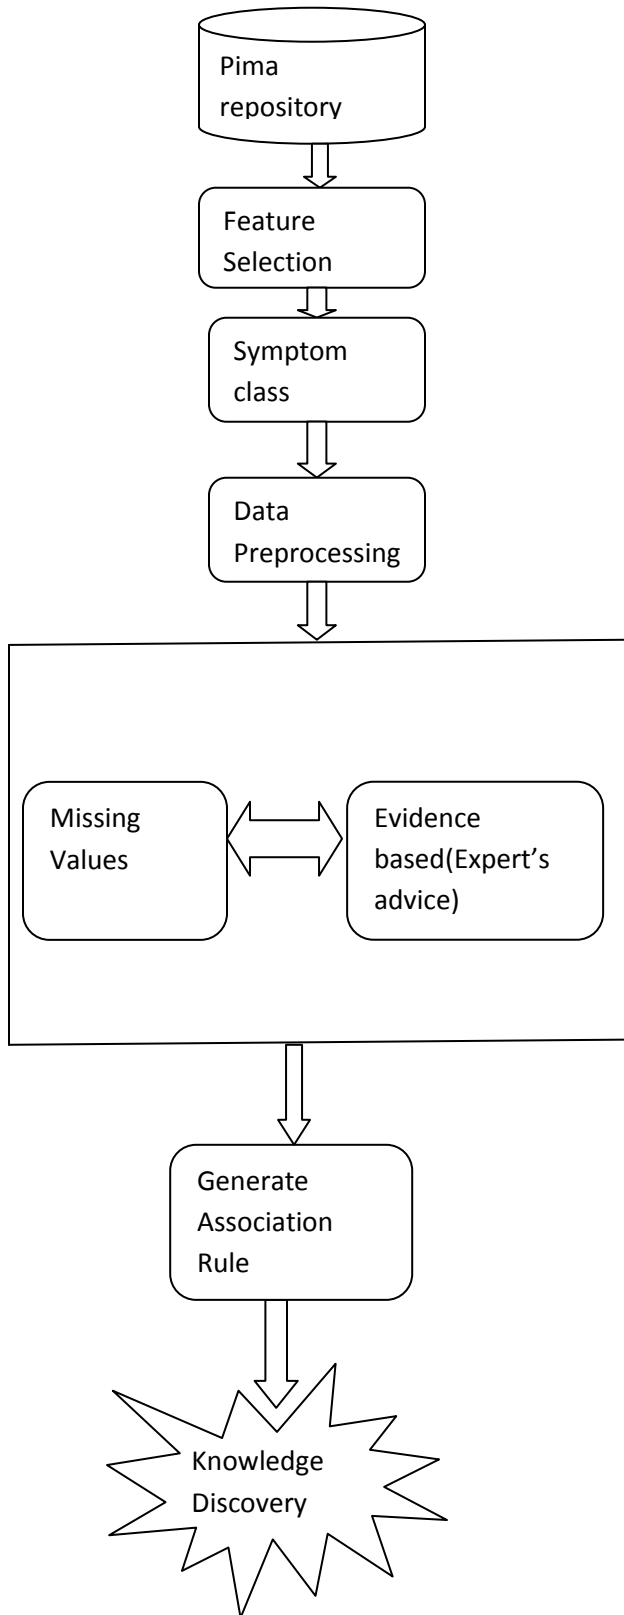 Pima
repository
Feature
Selection
Symptom
class
Data
Preprocessing
Missing
Values
Evidence
based(Expert’s
advice)
Generate
Association
Rule
Knowledge
Discovery